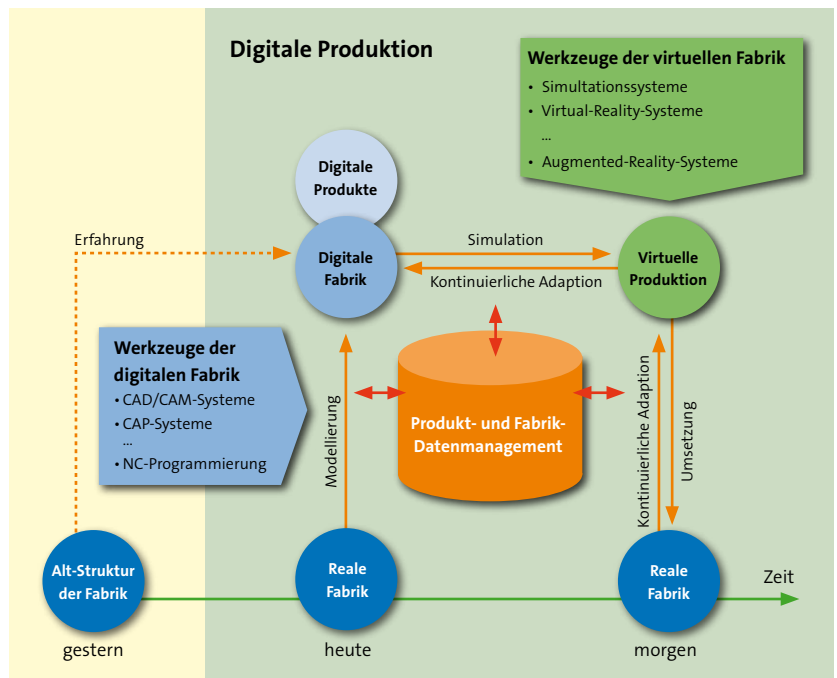 Digitale Produktion
Werkzeuge der virtuellen Fabrik
• Simultationssysteme
• Virtual-Reality-Systeme
...
• Augmented-Reality-Systeme
Digitale
Produkte
Erfahrung
Digitale
Fabrik
Simulation
Kontinuierliche Adaption
Virtuelle
Produktion
Werkzeuge der
digitalen Fabrik
• CAD/CAM-Systeme
• CAP-Systeme
...
• NC-Programmierung
Modellierung
Produkt- und Fabrik-
Datenmanagement
Kontinuierliche Adaption
Umsetzung
Alt-Struktur
der Fabrik
Reale
Fabrik
Reale
Fabrik
Zeit
gestern
heute
morgen